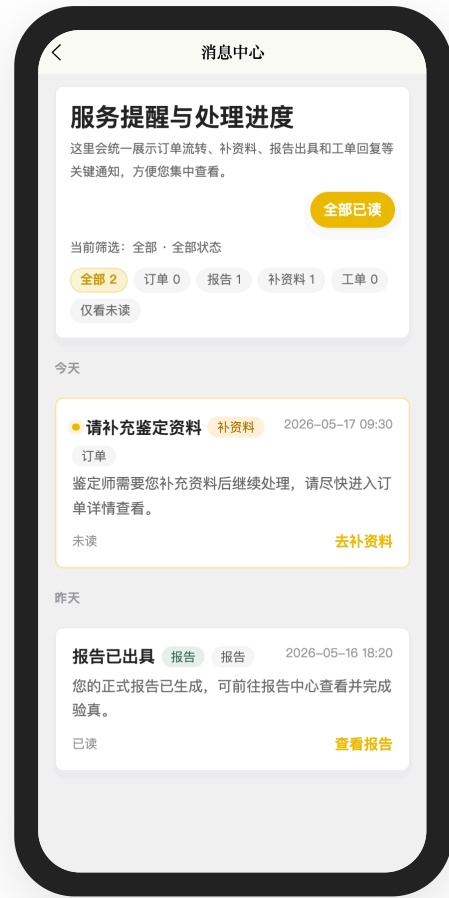 消息中心
服务提醒与处理进度
这里会统一展示订单流转、补资料、报告出具和工单回复等
关键通知，方便您集中查看。
全部已读
当前筛选：全部 · 全部状态
全部 2 订单 0 报告 1 补资料 1 工单 0
仅看未读
今天
请补充鉴定资料 补资料 2026-05-17 09:30
订单
鉴定师需要您补充资料后继续处理，请尽快进入订
单详情查看。
未读 去补资料
昨天
报告已出具 报告 报告 2026-05-16 18:20
您的正式报告已生成，可前往报告中心查看并完成
验真。
已读 查看报告